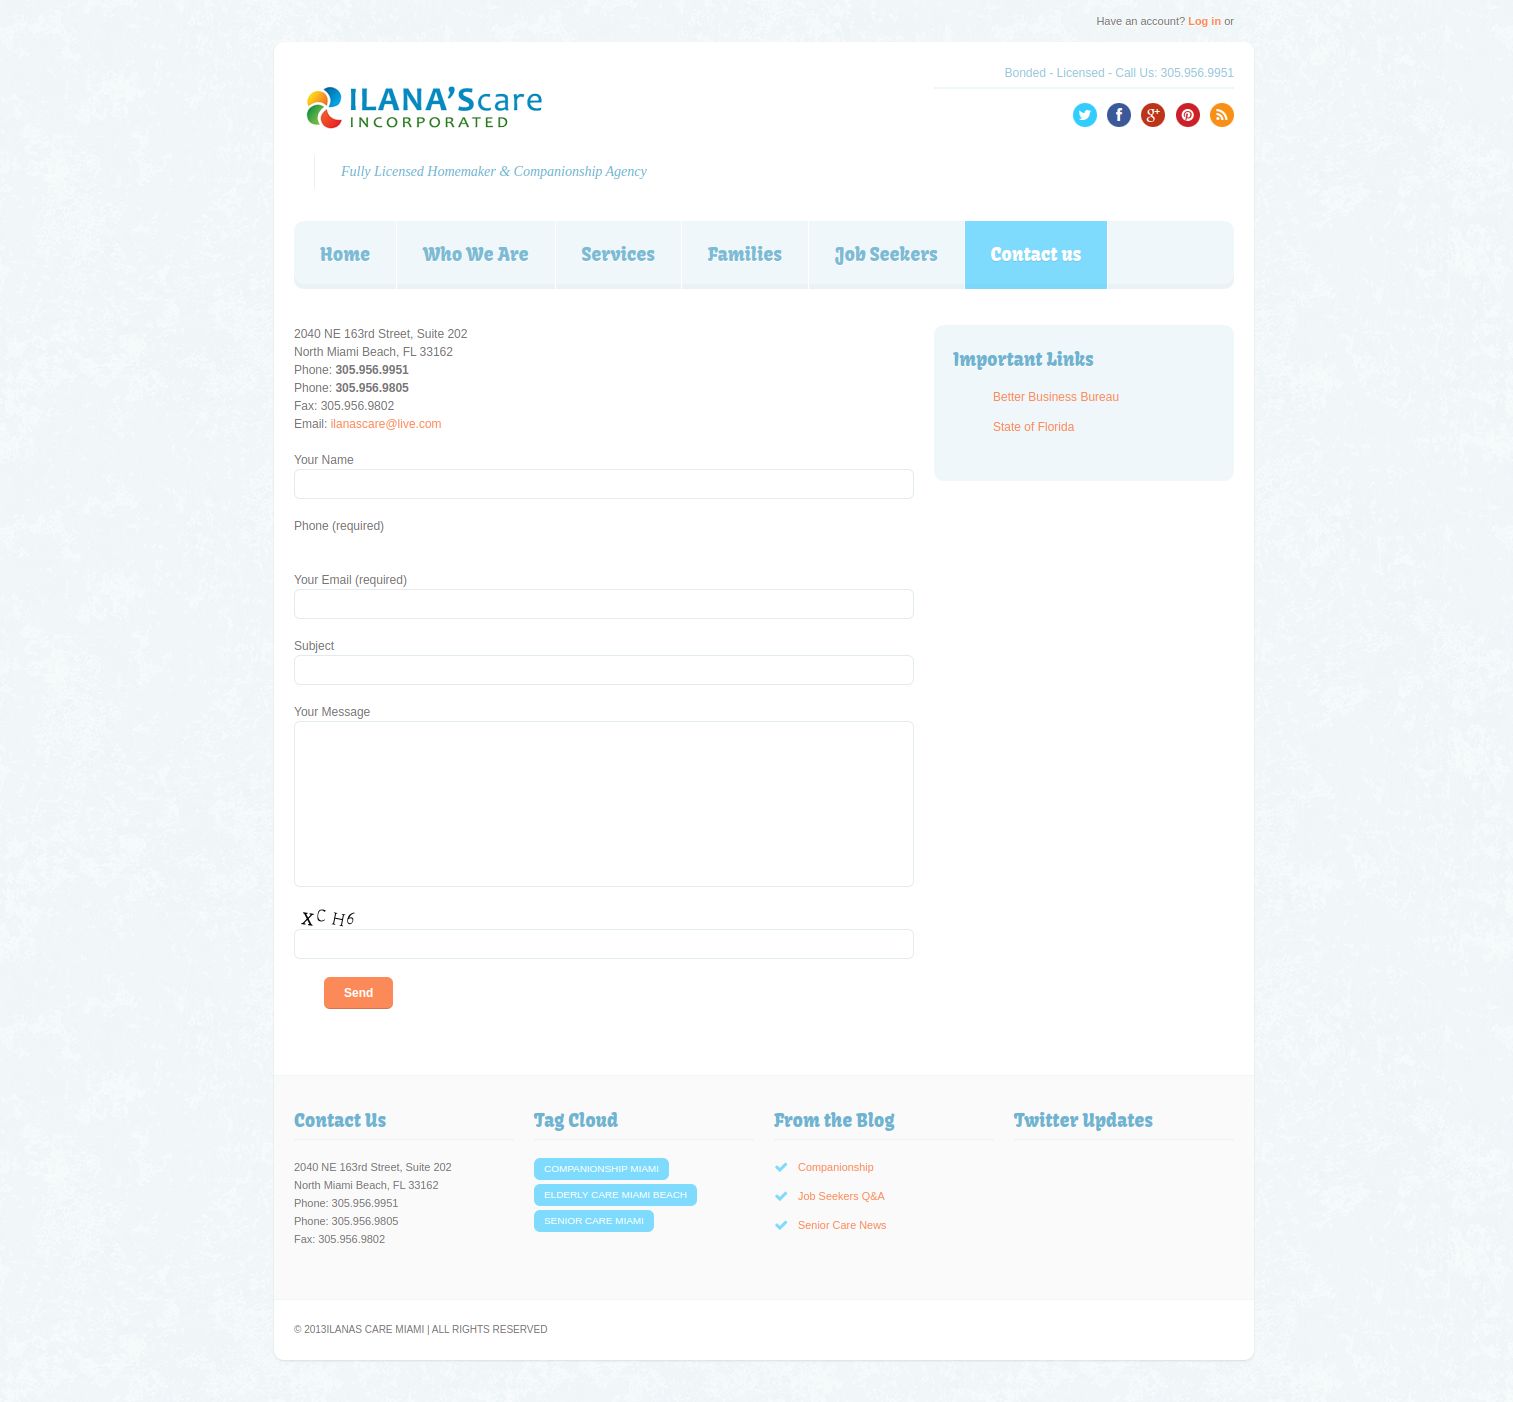 Have an account? Log in or
Bonded - Licensed - Call Us: 305.956.9951
ILANA'Scare
INCORPORATED
Fully Licensed Homemaker & Companionship Agency
Home Who We Are Services Families Job Seekers Contact us
2040 NE 163rd Street, Suite 202
North Miami Beach, FL 33162
Phone: 305.956.9951
Phone: 305.956.9805
Fax: 305.956.9802
Email: ilanascare@live.com
Important Links
Better Business Bureau
State of Florida
Your Name
Phone (required)
Your Email (required)
Subject
Your Message
XCH6
Send
Contact Us
2040 NE 163rd Street, Suite 202
North Miami Beach, FL 33162
Phone: 305.956.9951
Phone: 305.956.9805
Fax: 305.956.9802
Tag Cloud
COMPANIONSHIP MIAMI
ELDERLY CARE MIAMI BEACH
SENIOR CARE MIAMI
From the Blog
Companionship
Job Seekers Q&A
Senior Care News
Twitter Updates
© 2013ILANAS CARE MIAMI | ALL RIGHTS RESERVED